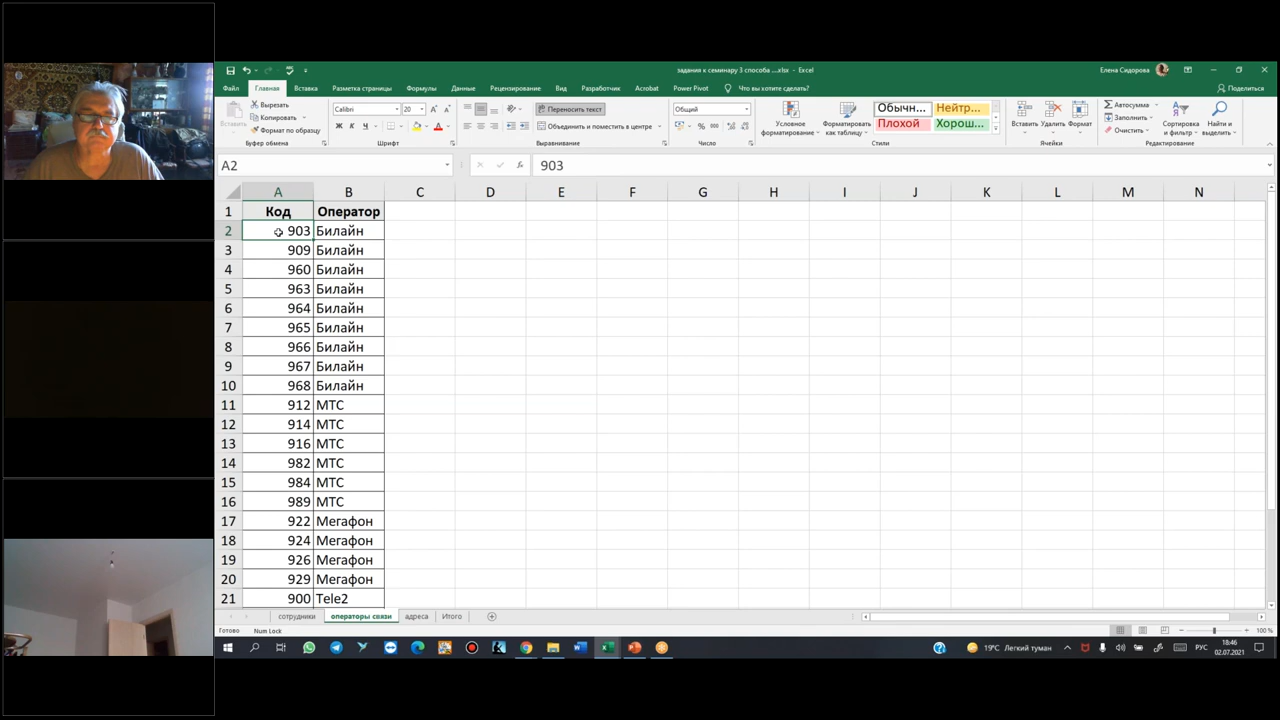 задания к семинару 3 способа ....xlsx - Excel
Елена Сидорова
Файл Главная Вставка Разметка страницы Формулы Данные Рецензирование Вид Разработчик Acrobat Power Pivot Что вы хотите сделать? Поделиться
Вставить
Вырезать
Копировать
Формат по образцу
Буфер обмена
Calibri 20
Ж К Ч
Шрифт
Переносить текст
Объединить и поместить в центре
Выравнивание
Общий
% 000
Число
Условное форматирование
Форматировать как таблицу
Обычн... Нейтр...
Плохой Хорош...
Стили
Вставить Удалить Формат
Ячейки
Автосумма
Заполнить
Очистить
Сортировка и фильтр
Найти и выделить
Редактирование
A2 fx 903
A B C D E F G H I J K L M N
1 Код Оператор
2 903 Билайн
3 909 Билайн
4 960 Билайн
5 963 Билайн
6 964 Билайн
7 965 Билайн
8 966 Билайн
9 967 Билайн
10 968 Билайн
11 912 МТС
12 914 МТС
13 916 МТС
14 982 МТС
15 984 МТС
16 989 МТС
17 922 Мегафон
18 924 Мегафон
19 926 Мегафон
20 929 Мегафон
21 900 Tele2
сотрудники операторы связи адреса Итого
Готово Num Lock 100 %
19°C Легкий туман РУС 18:46
02.07.2021